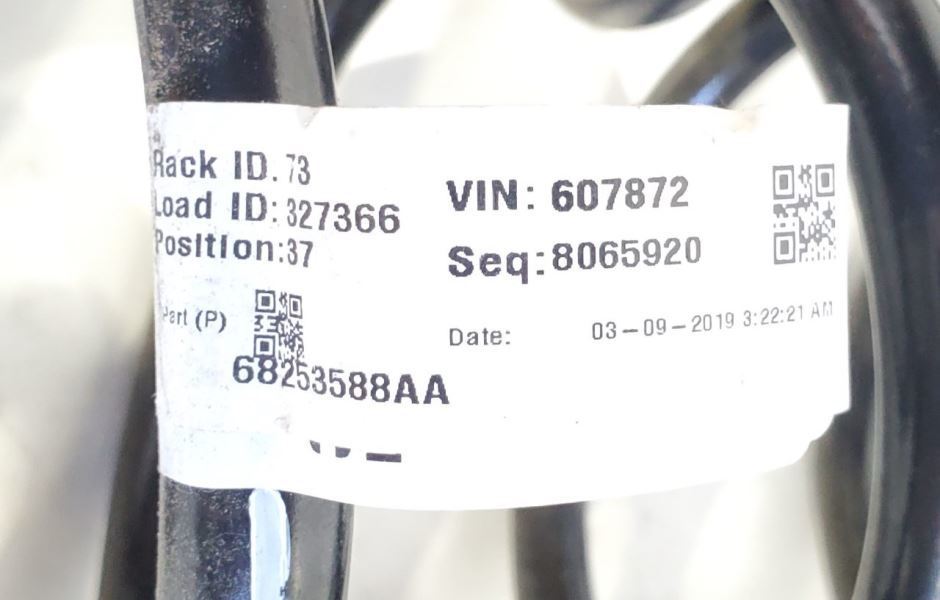 Rack ID. 73
Load ID: 327366
Position:37
VIN: 607872
Seq:8065920
Part (P)
68253588AA
Date: 03-09-2019 3:22:21 AM